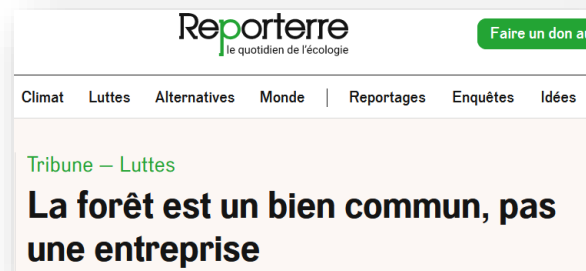 Reporterre
le quotidien de l'écologie
Faire un don
Climat Luttes Alternatives Monde | Reportages Enquêtes Idées
Tribune — Luttes
La forêt est un bien commun, pas
une entreprise